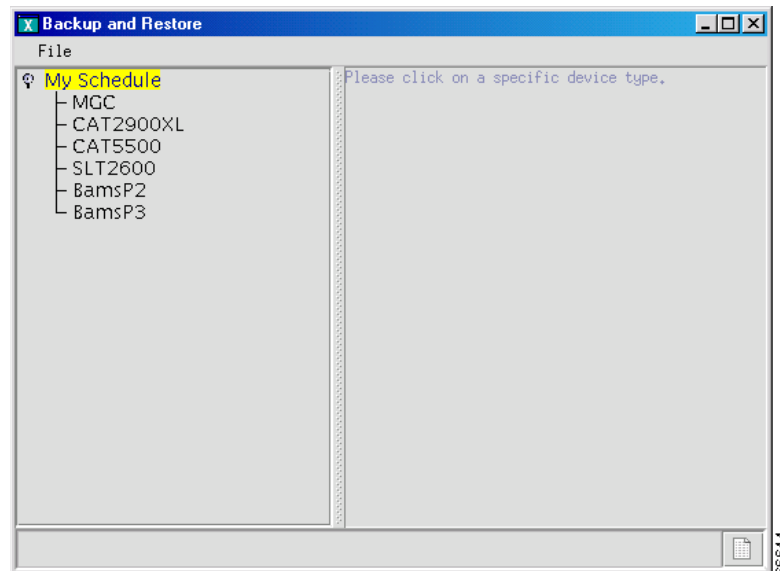 Backup and Restore
File
My Schedule
MGC
CAT2900XL
CAT5500
SLT2600
BamsP2
BamsP3
Please click on a specific device type.